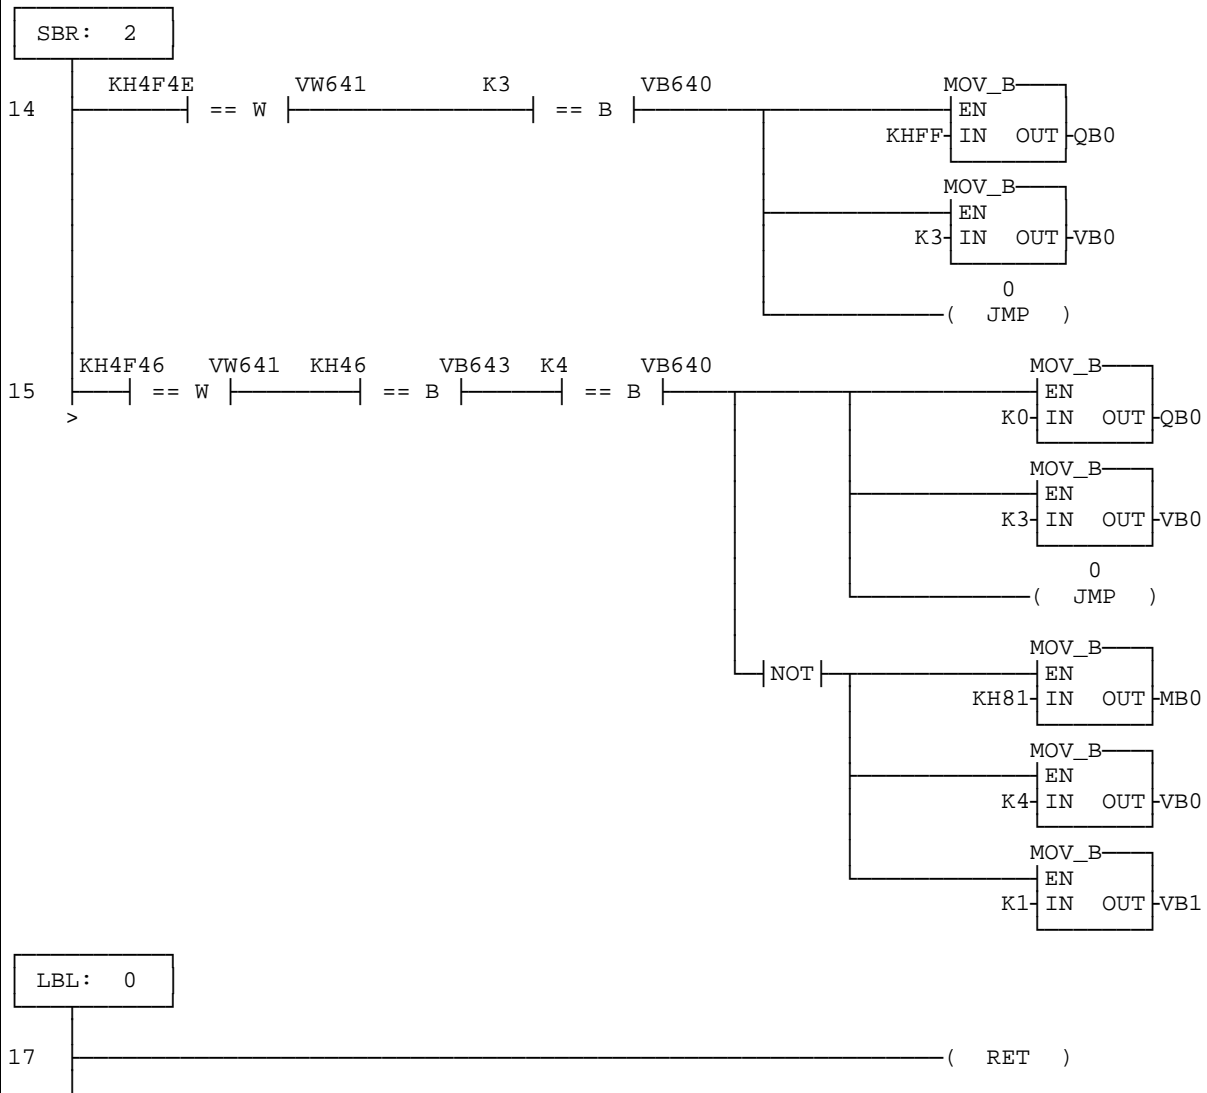 SBR: 2
KH4F4E VW641 K3 VB640 MOV_B
14 == W == B EN
KHFF IN OUT QB0
MOV_B
EN
K3 IN OUT VB0
0
( JMP )
KH4F46 VW641 KH46 VB643 K4 VB640 MOV_B
15 == W == B == B EN
> K0 IN OUT QB0
MOV_B
EN
K3 IN OUT VB0
0
( JMP )
MOV_B
NOT EN
KH81 IN OUT MB0
MOV_B
EN
K4 IN OUT VB0
MOV_B
EN
K1 IN OUT VB1
LBL: 0
17 ( RET )